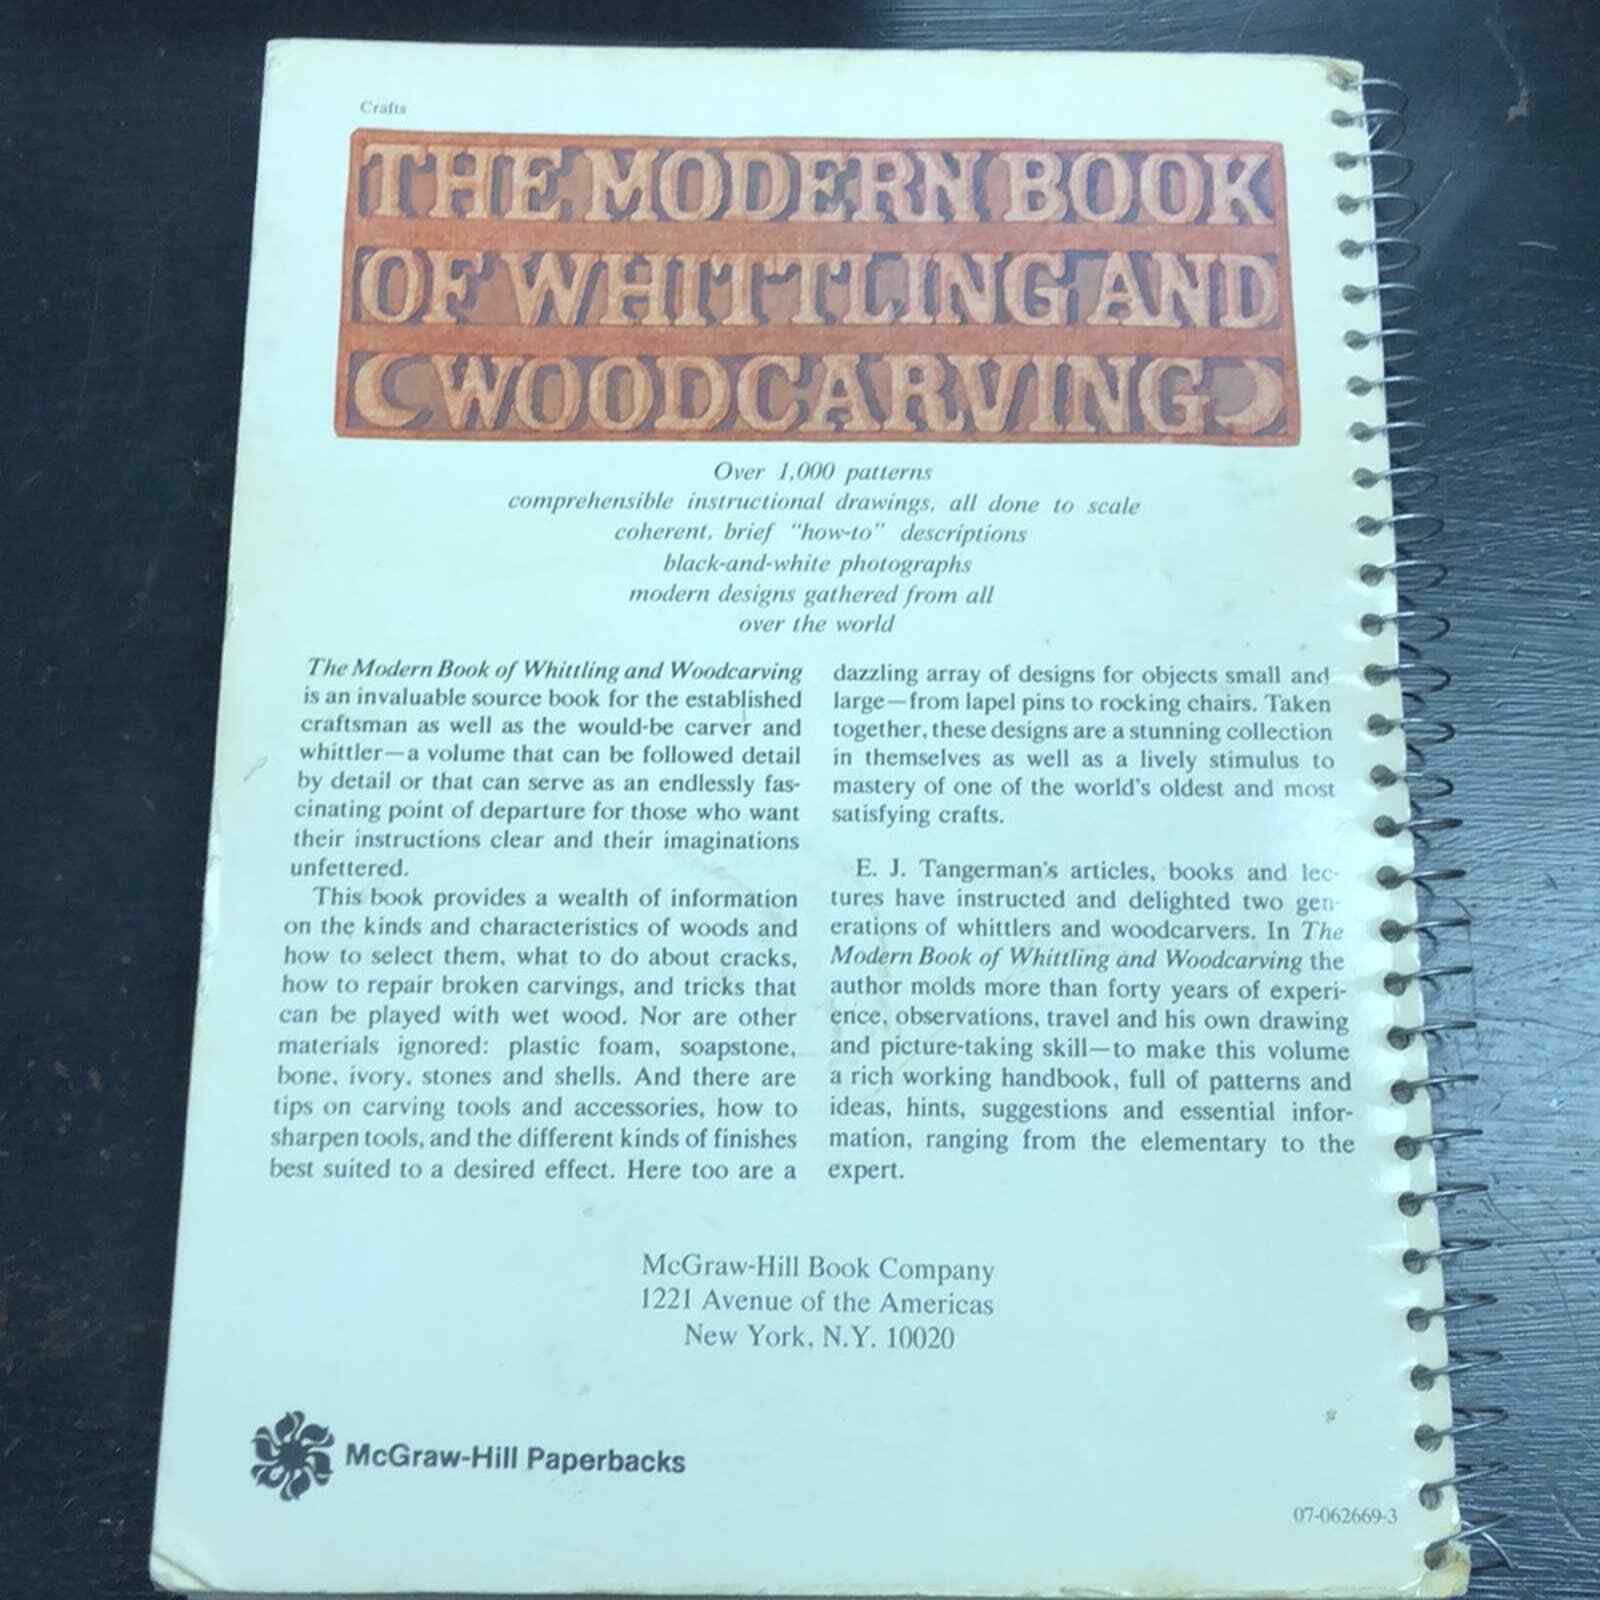 Crafts
THE MODERN BOOK
OF WHITTLING AND
WOODCARVING
Over 1,000 patterns
comprehensible instructional drawings, all done to scale
coherent, brief "how-to" descriptions
black-and-white photographs
modern designs gathered from all
over the world
The Modern Book of Whittling and Woodcarving
is an invaluable source book for the established
craftsman as well as the would-be carver and
whittler—a volume that can be followed detail
by detail or that can serve as an endlessly fas-
cinating point of departure for those who want
their instructions clear and their imaginations
unfettered.
This book provides a wealth of information
on the kinds and characteristics of woods and
how to select them, what to do about cracks,
how to repair broken carvings, and tricks that
can be played with wet wood. Nor are other
materials ignored: plastic foam, soapstone,
bone, ivory, stones and shells. And there are
tips on carving tools and accessories, how to
sharpen tools, and the different kinds of finishes
best suited to a desired effect. Here too are a
dazzling array of designs for objects small and
large—from lapel pins to rocking chairs. Taken
together, these designs are a stunning collection
in themselves as well as a lively stimulus to
mastery of one of the world's oldest and most
satisfying crafts.
E. J. Tangerman's articles, books and lec-
tures have instructed and delighted two gen-
erations of whittlers and woodcarvers. In The
Modern Book of Whittling and Woodcarving the
author molds more than forty years of experi-
ence, observations, travel and his own drawing
and picture-taking skill—to make this volume
a rich working handbook, full of patterns and
ideas, hints, suggestions and essential infor-
mation, ranging from the elementary to the
expert.
McGraw-Hill Book Company
1221 Avenue of the Americas
New York, N.Y. 10020
McGraw-Hill Paperbacks
07-062669-3